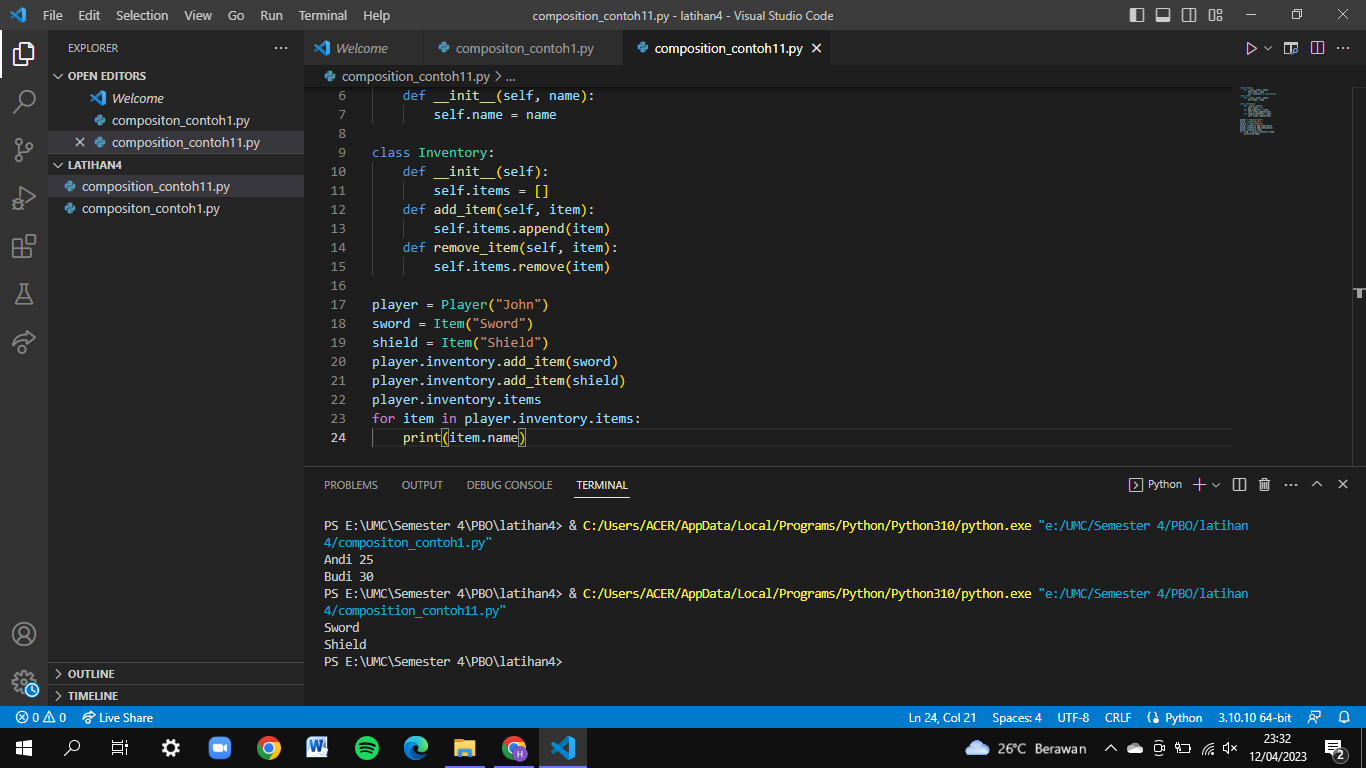 File Edit Selection View Go Run Terminal Help composition_contoh11.py - latihan4 - Visual Studio Code
EXPLORER
OPEN EDITORS
Welcome
compositon_contoh1.py
composition_contoh11.py
LATIHAN4
composition_contoh11.py
compositon_contoh1.py
OUTLINE
TIMELINE
Welcome compositon_contoh1.py composition_contoh11.py
composition_contoh11.py > ...
6 def __init__(self, name):
7 self.name = name
8
9 class Inventory:
10 def __init__(self):
11 self.items = []
12 def add_item(self, item):
13 self.items.append(item)
14 def remove_item(self, item):
15 self.items.remove(item)
16
17 player = Player("John")
18 sword = Item("Sword")
19 shield = Item("Shield")
20 player.inventory.add_item(sword)
21 player.inventory.add_item(shield)
22 player.inventory.items
23 for item in player.inventory.items:
24 print(item.name)
PROBLEMS OUTPUT DEBUG CONSOLE TERMINAL Python
PS E:\UMC\Semester 4\PBO\latihan4> & C:/Users/ACER/AppData/Local/Programs/Python/Python310/python.exe "e:/UMC/Semester 4/PBO/latihan
4/compositon_contoh1.py"
Andi 25
Budi 30
PS E:\UMC\Semester 4\PBO\latihan4> & C:/Users/ACER/AppData/Local/Programs/Python/Python310/python.exe "e:/UMC/Semester 4/PBO/latihan
4/composition_contoh11.py"
Sword
Shield
PS E:\UMC\Semester 4\PBO\latihan4>
0 0 Live Share Ln 24, Col 21 Spaces: 4 UTF-8 CRLF Python 3.10.10 64-bit
26°C Berawan 23:32
12/04/2023 2